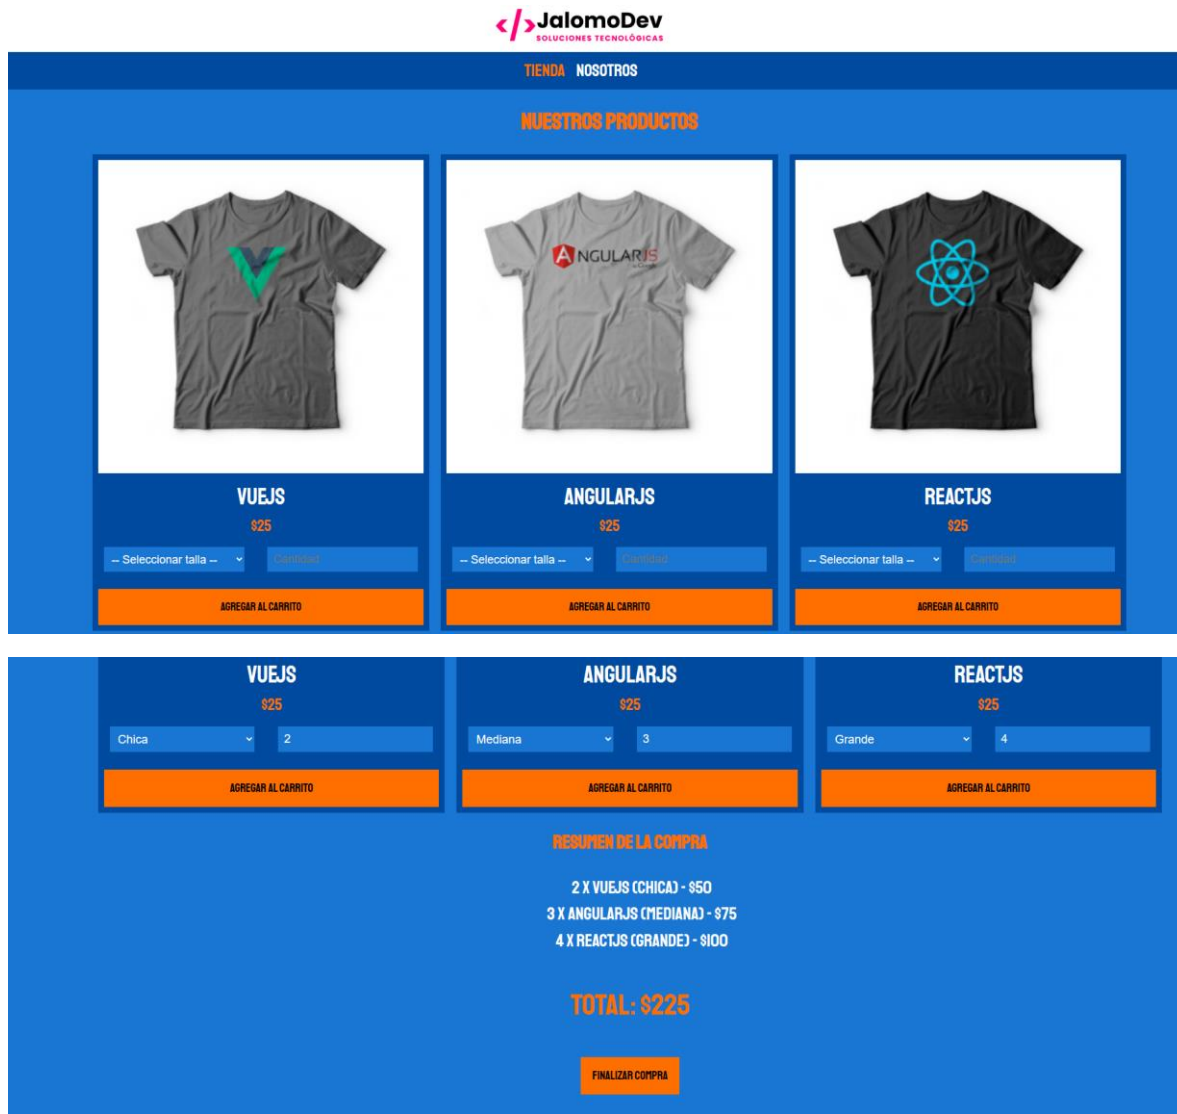 </>JalomoDev
SOLUCIONES TECNOLÓGICAS
TIENDA NOSOTROS
NUESTROS PRODUCTOS
ANGULARJS
VUEJS ANGULARJS REACTJS
$25 $25 $25
-- Seleccionar talla -- Cantidad -- Seleccionar talla -- Cantidad -- Seleccionar talla -- Cantidad
AGREGAR AL CARRITO AGREGAR AL CARRITO AGREGAR AL CARRITO
VUEJS ANGULARJS REACTJS
$25 $25 $25
Chica 2 Mediana 3 Grande 4
AGREGAR AL CARRITO AGREGAR AL CARRITO AGREGAR AL CARRITO
RESUMEN DE LA COMPRA
2 X VUEJS (CHICA) - $50
3 X ANGULARJS (MEDIANA) - $75
4 X REACTJS (GRANDE) - $100
TOTAL: $225
FINALIZAR COMPRA